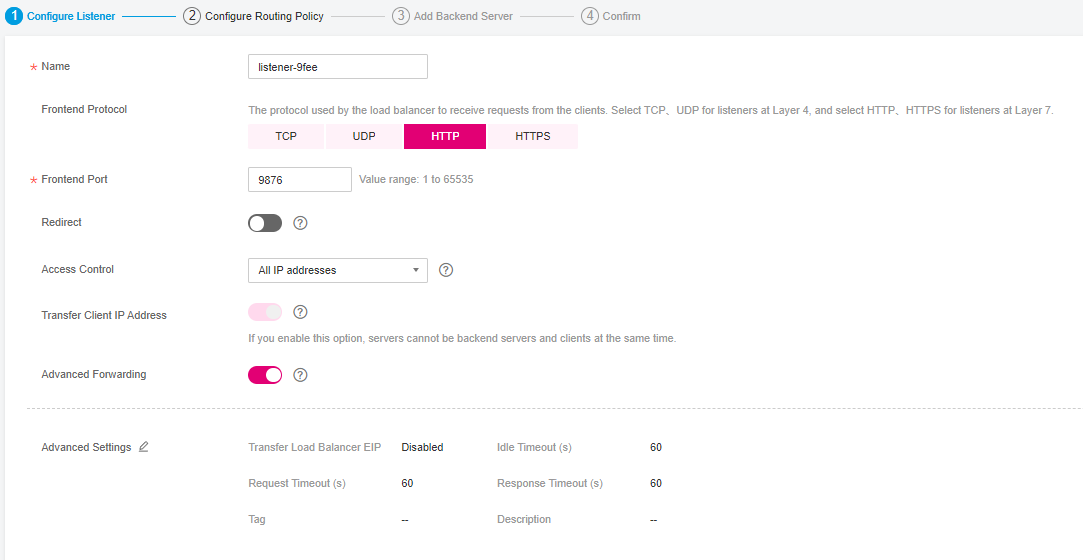 1 Configure Listener 2 Configure Routing Policy 3 Add Backend Server 4 Confirm
* Name listener-9fee
Frontend Protocol The protocol used by the load balancer to receive requests from the clients. Select TCP、UDP for listeners at Layer 4, and select HTTP、HTTPS for listeners at Layer 7.
TCP UDP HTTP HTTPS
* Frontend Port 9876 Value range: 1 to 65535
Redirect ?
Access Control All IP addresses ?
Transfer Client IP Address ?
If you enable this option, servers cannot be backend servers and clients at the same time.
Advanced Forwarding ?
Advanced Settings Transfer Load Balancer EIP Disabled Idle Timeout (s) 60
Request Timeout (s) 60 Response Timeout (s) 60
Tag -- Description --